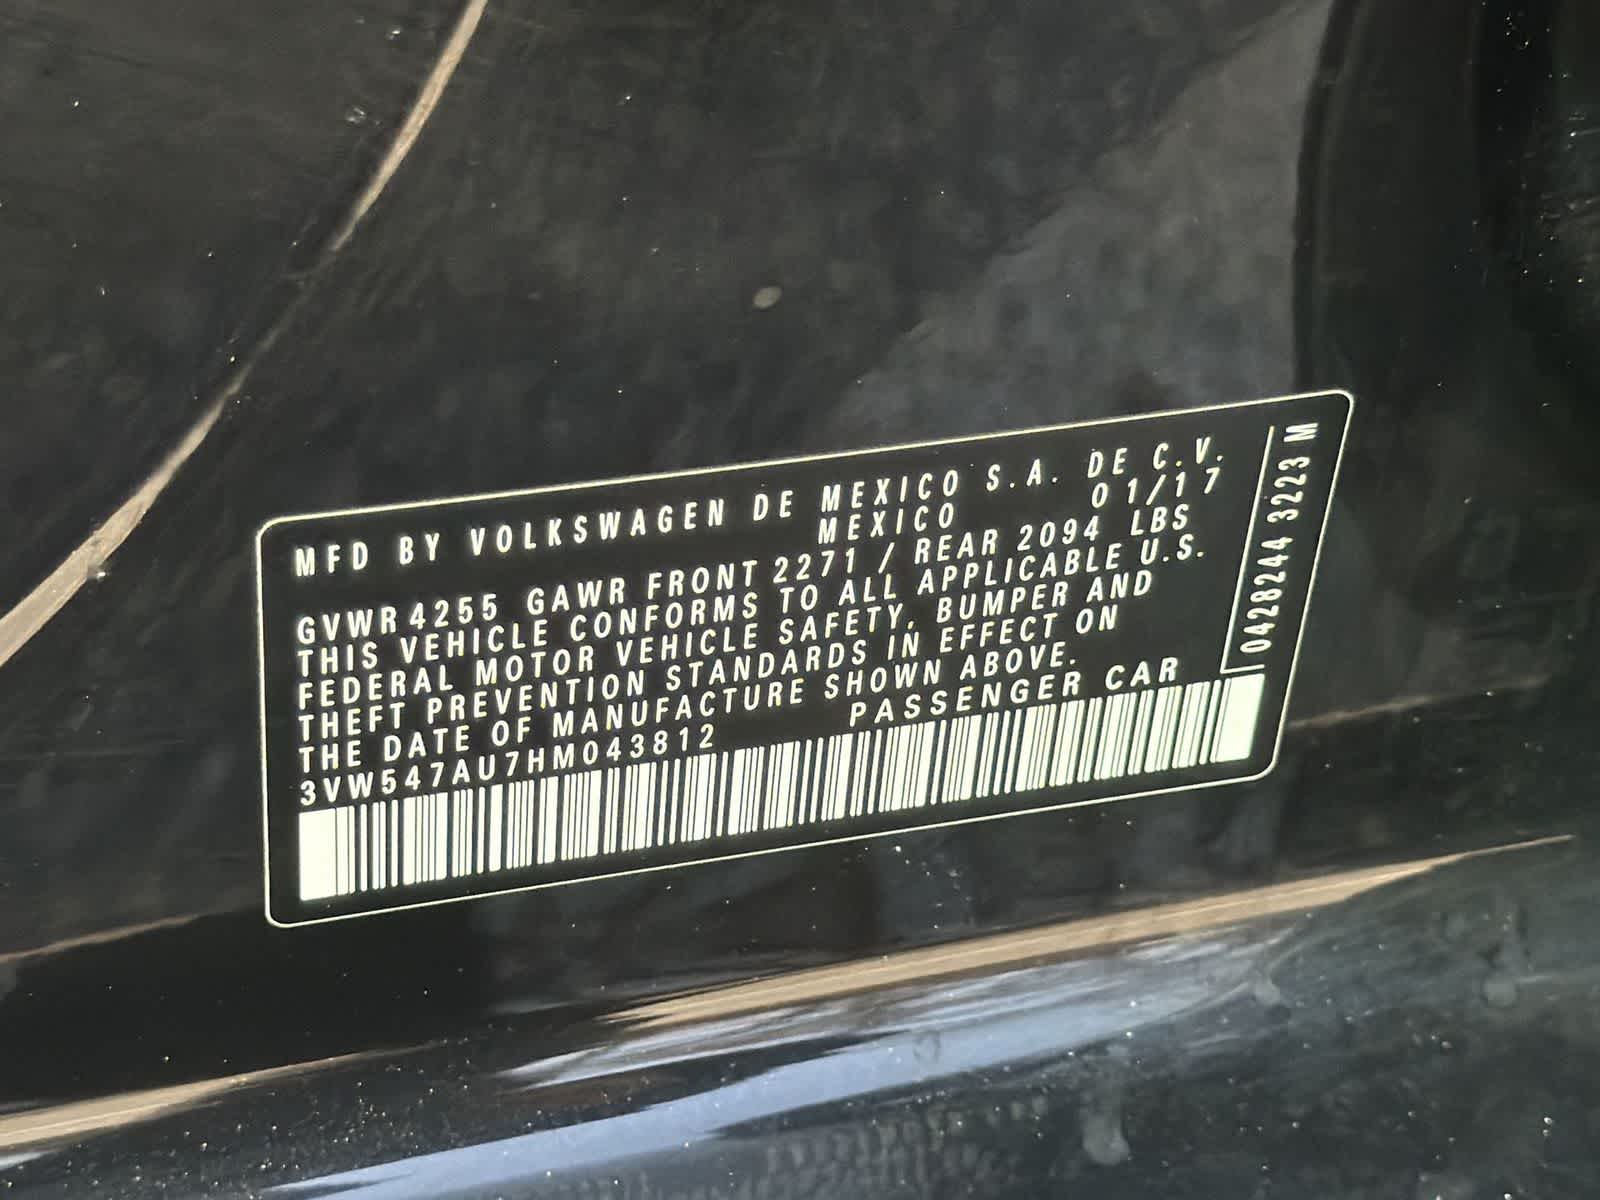 MFD BY VOLKSWAGEN DE MEXICO S.A. DE C.V.
MEXICO 01/17
GVWR 4255 GAWR FRONT 2271 / REAR 2094 LBS
THIS VEHICLE CONFORMS TO ALL APPLICABLE U.S.
FEDERAL MOTOR VEHICLE SAFETY, BUMPER AND
THEFT PREVENTION STANDARDS IN EFFECT ON
THE DATE OF MANUFACTURE SHOWN ABOVE.
3VW547AU7HM043812 PASSENGER CAR
0428244 3223 M